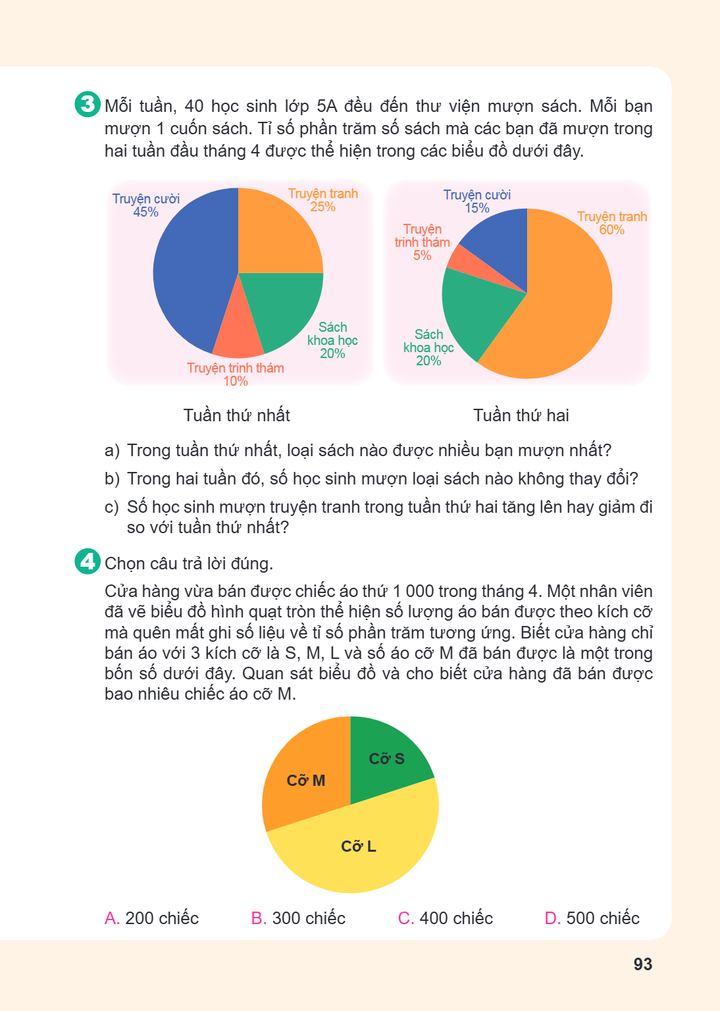 3 Mỗi tuần, 40 học sinh lớp 5A đều đến thư viện mượn sách. Mỗi bạn
mượn 1 cuốn sách. Tỉ số phần trăm số sách mà các bạn đã mượn trong
hai tuần đầu tháng 4 được thể hiện trong các biểu đồ dưới đây.
Truyện cười
45%
Truyện tranh
25%
Sách
khoa học
20%
Truyện trinh thám
10%
Tuần thứ nhất
Truyện cười
15%
Truyện tranh
60%
Truyện
trinh thám
5%
Sách
khoa học
20%
Tuần thứ hai
a) Trong tuần thứ nhất, loại sách nào được nhiều bạn mượn nhất?
b) Trong hai tuần đó, số học sinh mượn loại sách nào không thay đổi?
c) Số học sinh mượn truyện tranh trong tuần thứ hai tăng lên hay giảm đi
so với tuần thứ nhất?
4 Chọn câu trả lời đúng.
Cửa hàng vừa bán được chiếc áo thứ 1 000 trong tháng 4. Một nhân viên
đã vẽ biểu đồ hình quạt tròn thể hiện số lượng áo bán được theo kích cỡ
mà quên mất ghi số liệu về tỉ số phần trăm tương ứng. Biết cửa hàng chỉ
bán áo với 3 kích cỡ là S, M, L và số áo cỡ M đã bán được là một trong
bốn số dưới đây. Quan sát biểu đồ và cho biết cửa hàng đã bán được
bao nhiêu chiếc áo cỡ M.
Cỡ S
Cỡ M
Cỡ L
A. 200 chiếc B. 300 chiếc C. 400 chiếc D. 500 chiếc
93